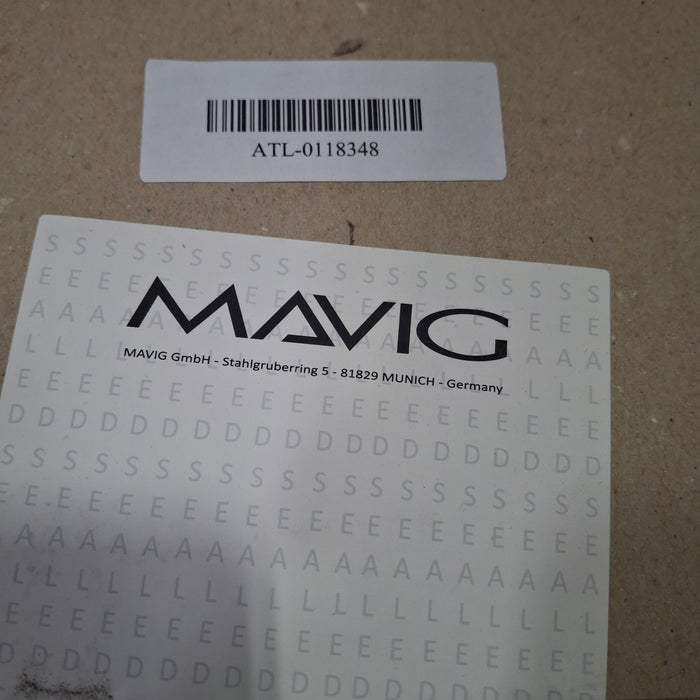 ATL-0118348
MAVIG
MAVIG GmbH - Stahlgruberring 5 - 81829 MUNICH - Germany
S S S S S S S S S S S S S S S S S S S
E E E E E E E E E E
A A A A A A A A
L L L L L L L L
E E E E E E E E E E E E E E E E E E E E
D D D D D D D D D D D D D D D D D D D D
S S S S S S S S S S S S S S S S S S S S
E E E E E E E E E E E E E E E E E E E E
A A A A A A A A A A A A A A A A A A A
L L L L L L L L L L L L L L L L L L L
E E E E E E E E E E E E E E E E E E E E
D D D D D D D D D D D D D D D D D D D D